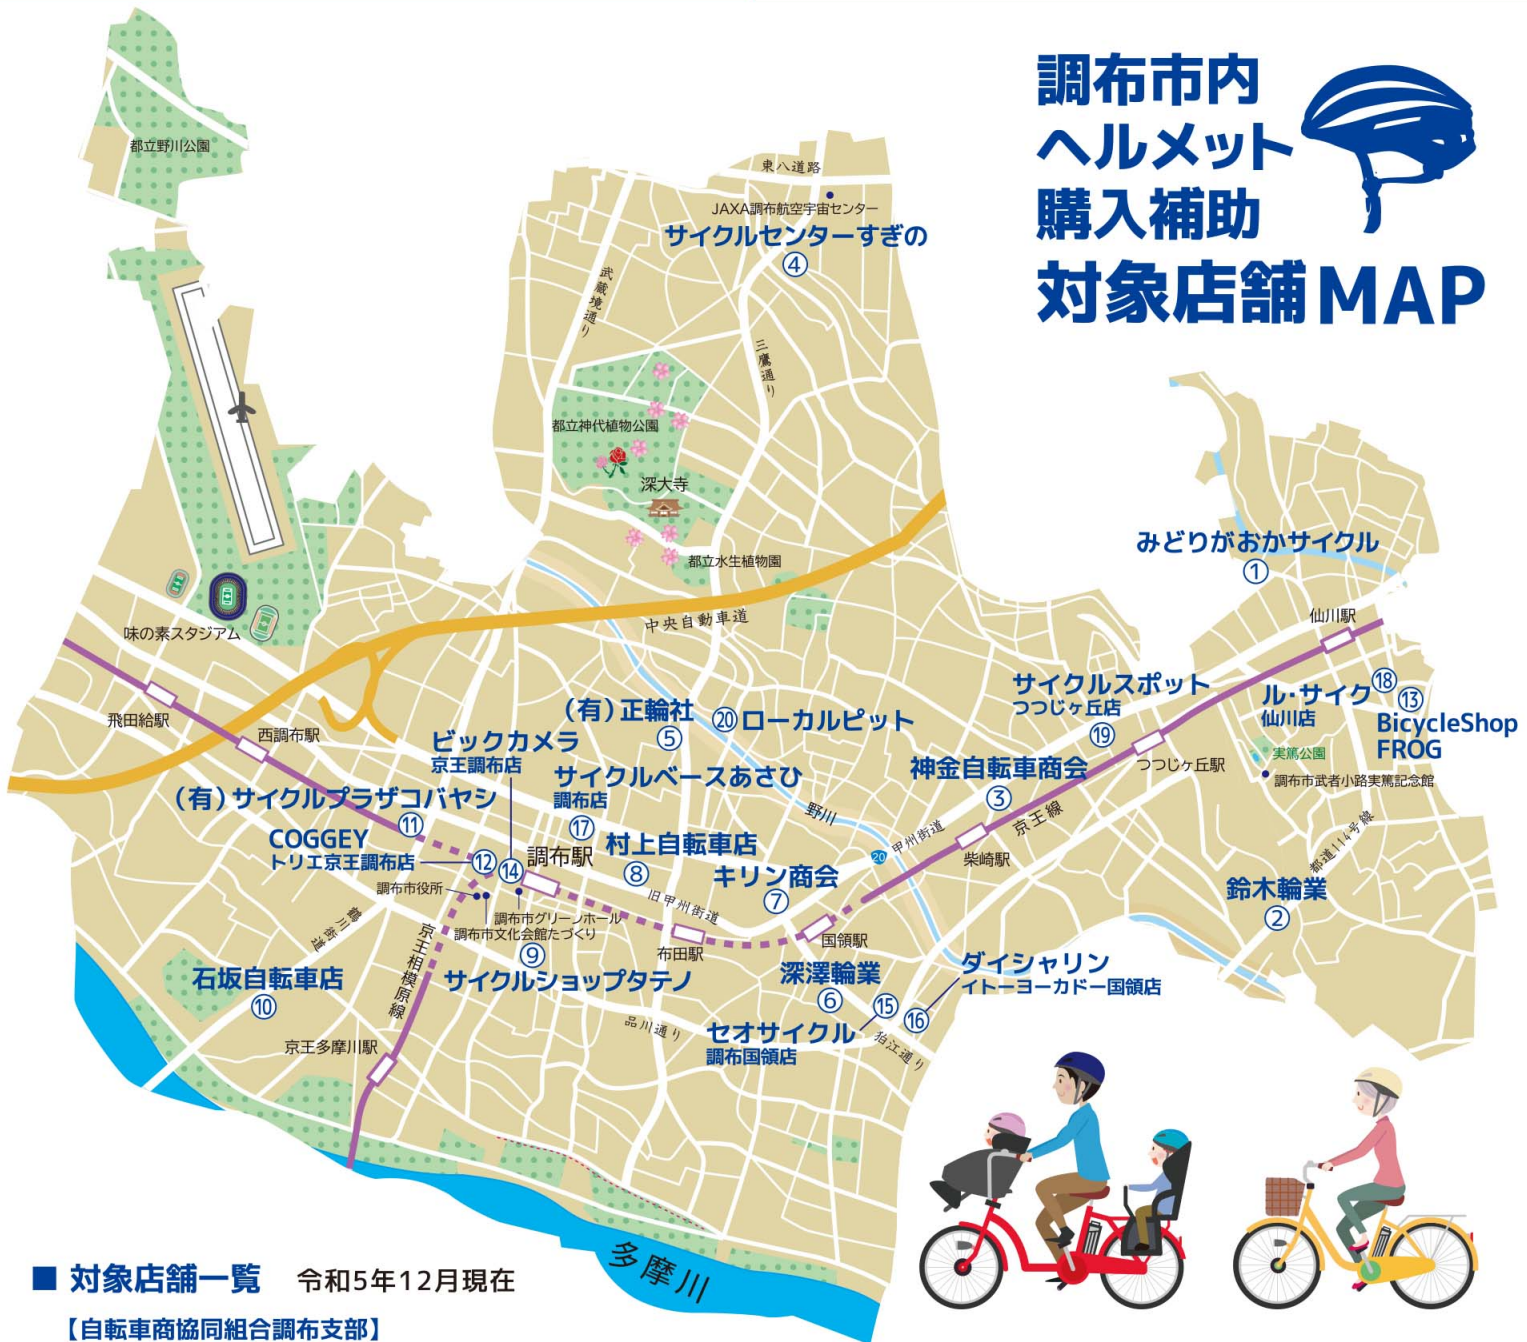 調布市内
ヘルメット
購入補助
対象店舗MAP
都立野川公園
東八道路
JAXA調布航空宇宙センター
サイクルセンターすぎの
④
武蔵境通り
三鷹通り
都立神代植物公園
深大寺
都立水生植物園
みどりがおかサイクル
①
仙川駅
中央自動車道
味の素スタジアム
飛田給駅
西調布駅
(有)正輪社
⑤
⑳ローカルピット
サイクルスポット
つつじヶ丘店
⑲
ル・サイク⑱
仙川店
⑬
BicycleShop
FROG
実篤公園
調布市武者小路実篤記念館
つつじヶ丘駅
ビックカメラ
京王調布店
サイクルベースあさひ
調布店
⑰
神金自転車商会
③
(有)サイクルプラザコバヤシ
⑪
野川
甲州街道
20
京王線
柴崎駅
都道114号線
COGGEY
トリエ京王調布店
⑫
⑭
調布駅
村上自転車店
⑧
キリン商会
⑦
鈴木輪業
②
調布市役所
調布市グリーンホール
調布市文化会館たづくり
旧甲州街道
鶴川街道
京王相模原線
⑨
サイクルショップタテノ
布田駅
国領駅
石坂自転車店
⑩
深澤輪業
⑥
⑮
⑯
ダイシャリン
イトーヨーカドー国領店
セオサイクル
調布国領店
品川通り
狛江通り
京王多摩川駅
多摩川
■ 対象店舗一覧 令和5年12月現在
【自転車商協同組合調布支部】